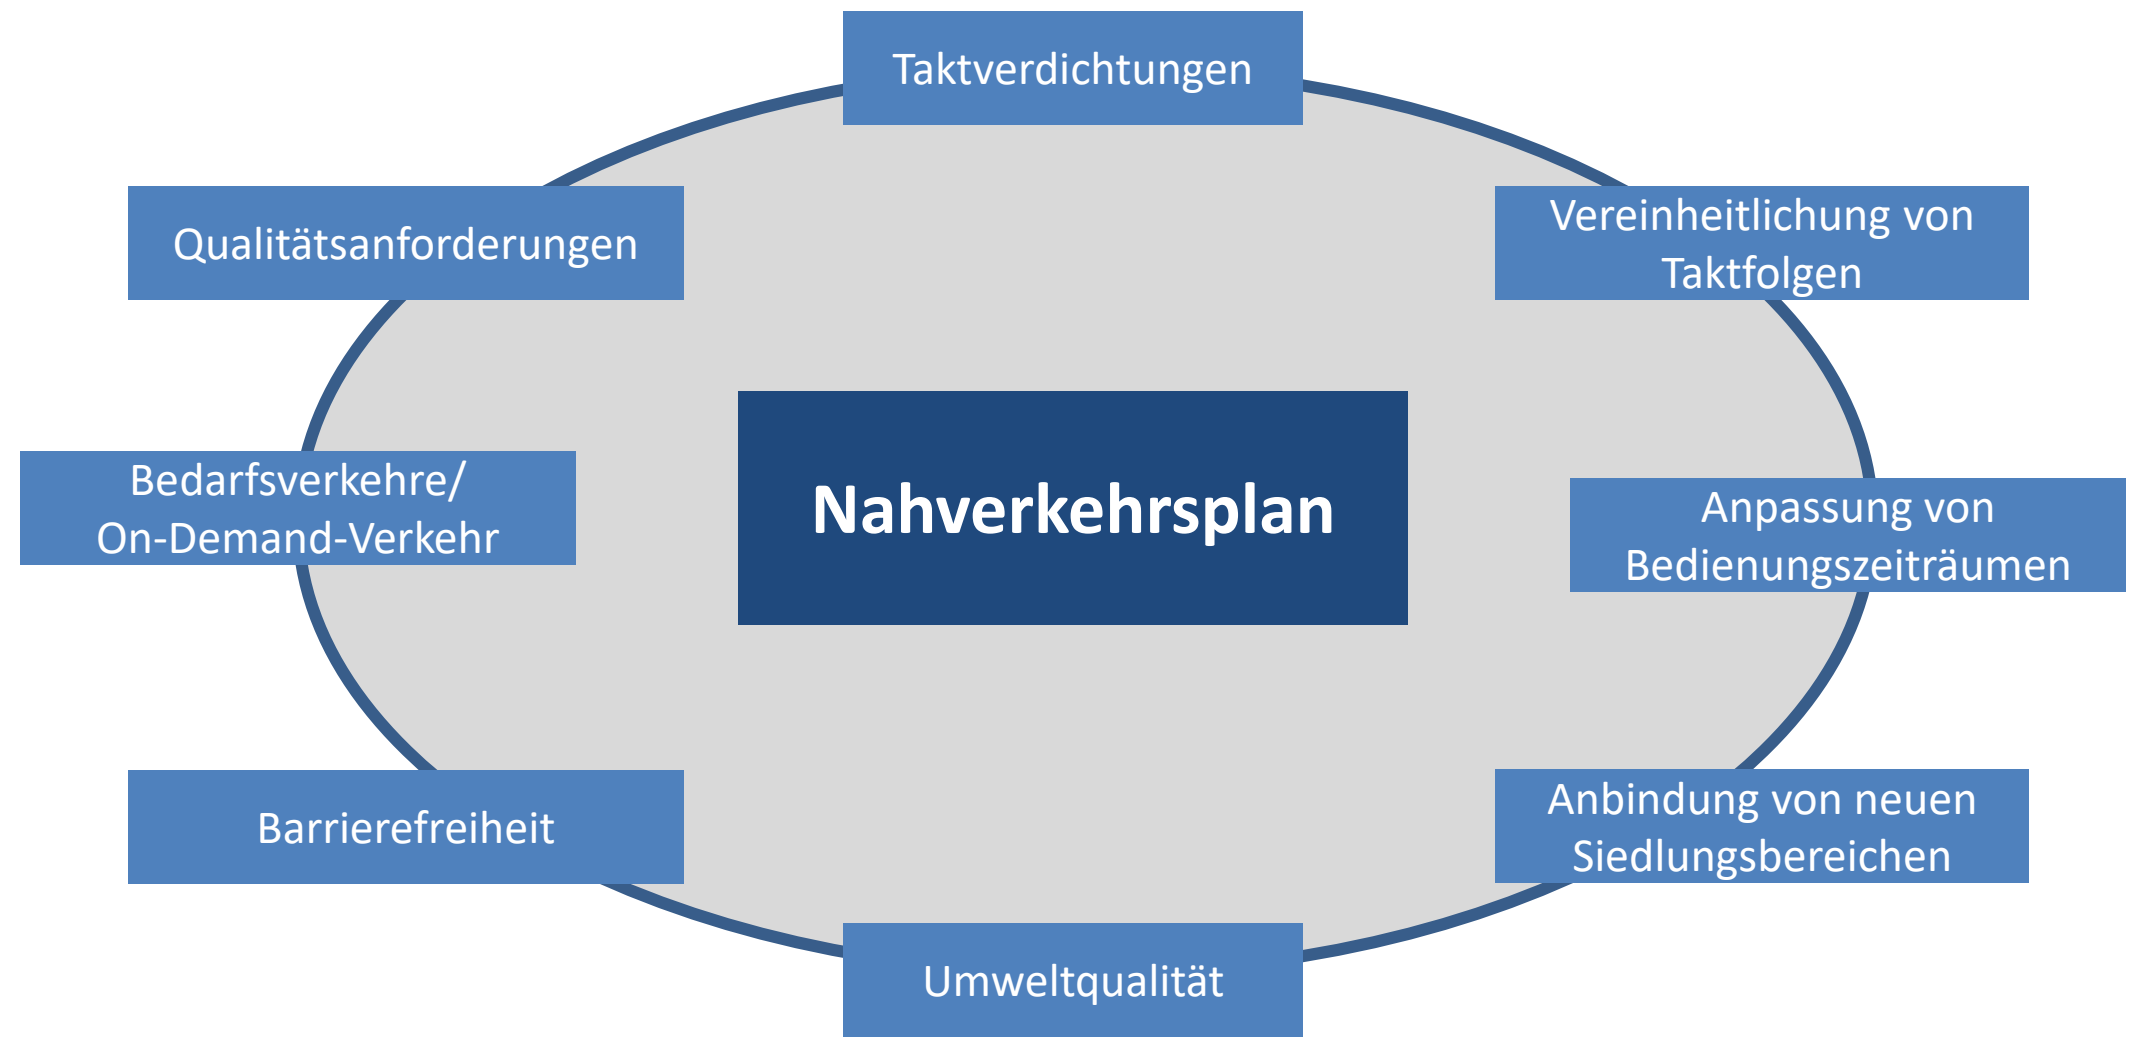 Taktverdichtungen
Qualitätsanforderungen
Vereinheitlichung von
Taktfolgen
Bedarfsverkehre/
On-Demand-Verkehr
Nahverkehrsplan
Anpassung von
Bedienungszeiträumen
Barrierefreiheit
Anbindung von neuen
Siedlungsbereichen
Umweltqualität